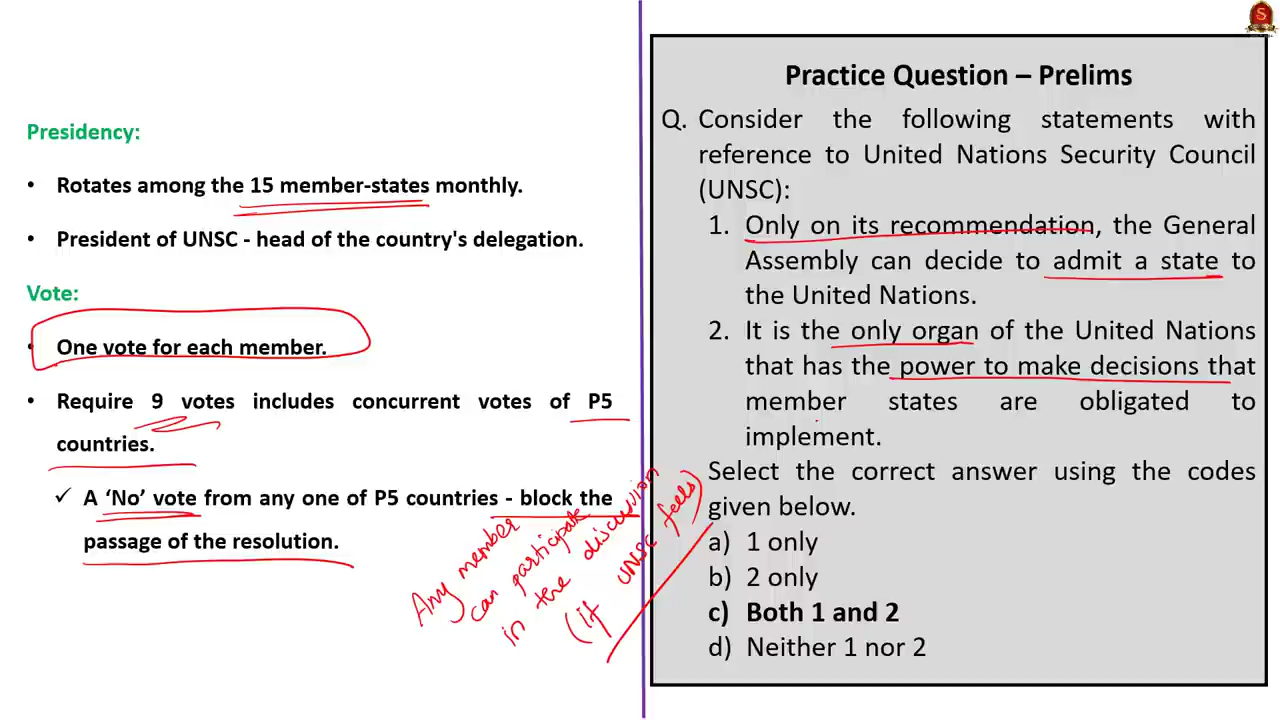 Presidency:
• Rotates among the 15 member-states monthly.
• President of UNSC - head of the country's delegation.
Vote:
• One vote for each member.
• Require 9 votes includes concurrent votes of P5
countries.
✓ A ‘No’ vote from any one of P5 countries - block the
passage of the resolution.
Any member
can participate
in the discussion
(if UNSC feels)
S
Practice Question – Prelims
Q. Consider the following statements with
reference to United Nations Security Council
(UNSC):
1. Only on its recommendation, the General
Assembly can decide to admit a state to
the United Nations.
2. It is the only organ of the United Nations
that has the power to make decisions that
member states are obligated to
implement.
Select the correct answer using the codes
given below.
a) 1 only
b) 2 only
c) Both 1 and 2
d) Neither 1 nor 2